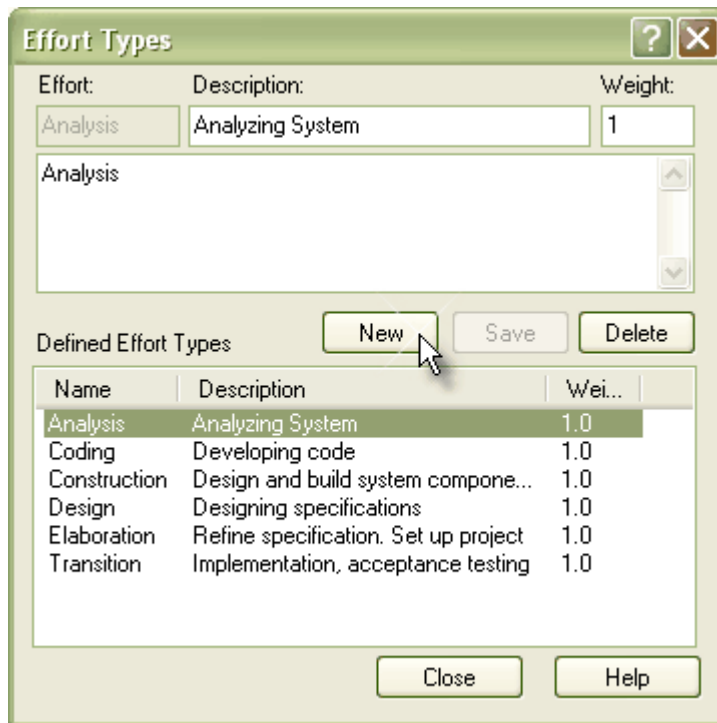 Effort Types
Effort: Description: Weight:
Analysis Analyzing System 1
Analysis
Defined Effort Types New Save Delete
Name Description Wei...
Analysis Analyzing System 1.0
Coding Developing code 1.0
Construction Design and build system compone... 1.0
Design Designing specifications 1.0
Elaboration Refine specification. Set up project 1.0
Transition Implementation, acceptance testing 1.0
Close Help